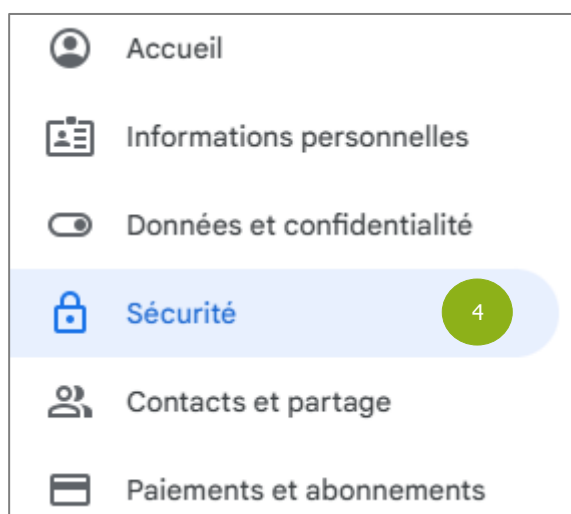 Accueil
Informations personnelles
Données et confidentialité
Sécurité 4
Contacts et partage
Paiements et abonnements